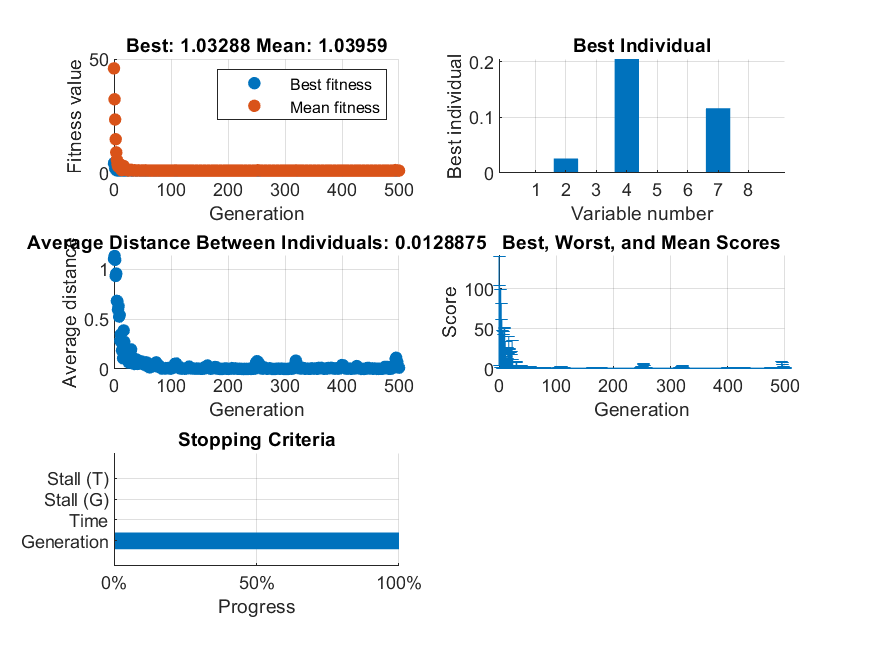 Best: 1.03288 Mean: 1.03959
Fitness value
50
0
Best fitness
Mean fitness
0 100 200 300 400 500
Generation
Best Individual
Best individual
0.2
0.1
0
1 2 3 4 5 6 7 8
Variable number
Average Distance Between Individuals: 0.0128875
Average distance
1
0.5
0
0 100 200 300 400 500
Generation
Best, Worst, and Mean Scores
Score
100
50
0
0 100 200 300 400 500
Generation
Stopping Criteria
Stall (T)
Stall (G)
Time
Generation
0% 50% 100%
Progress